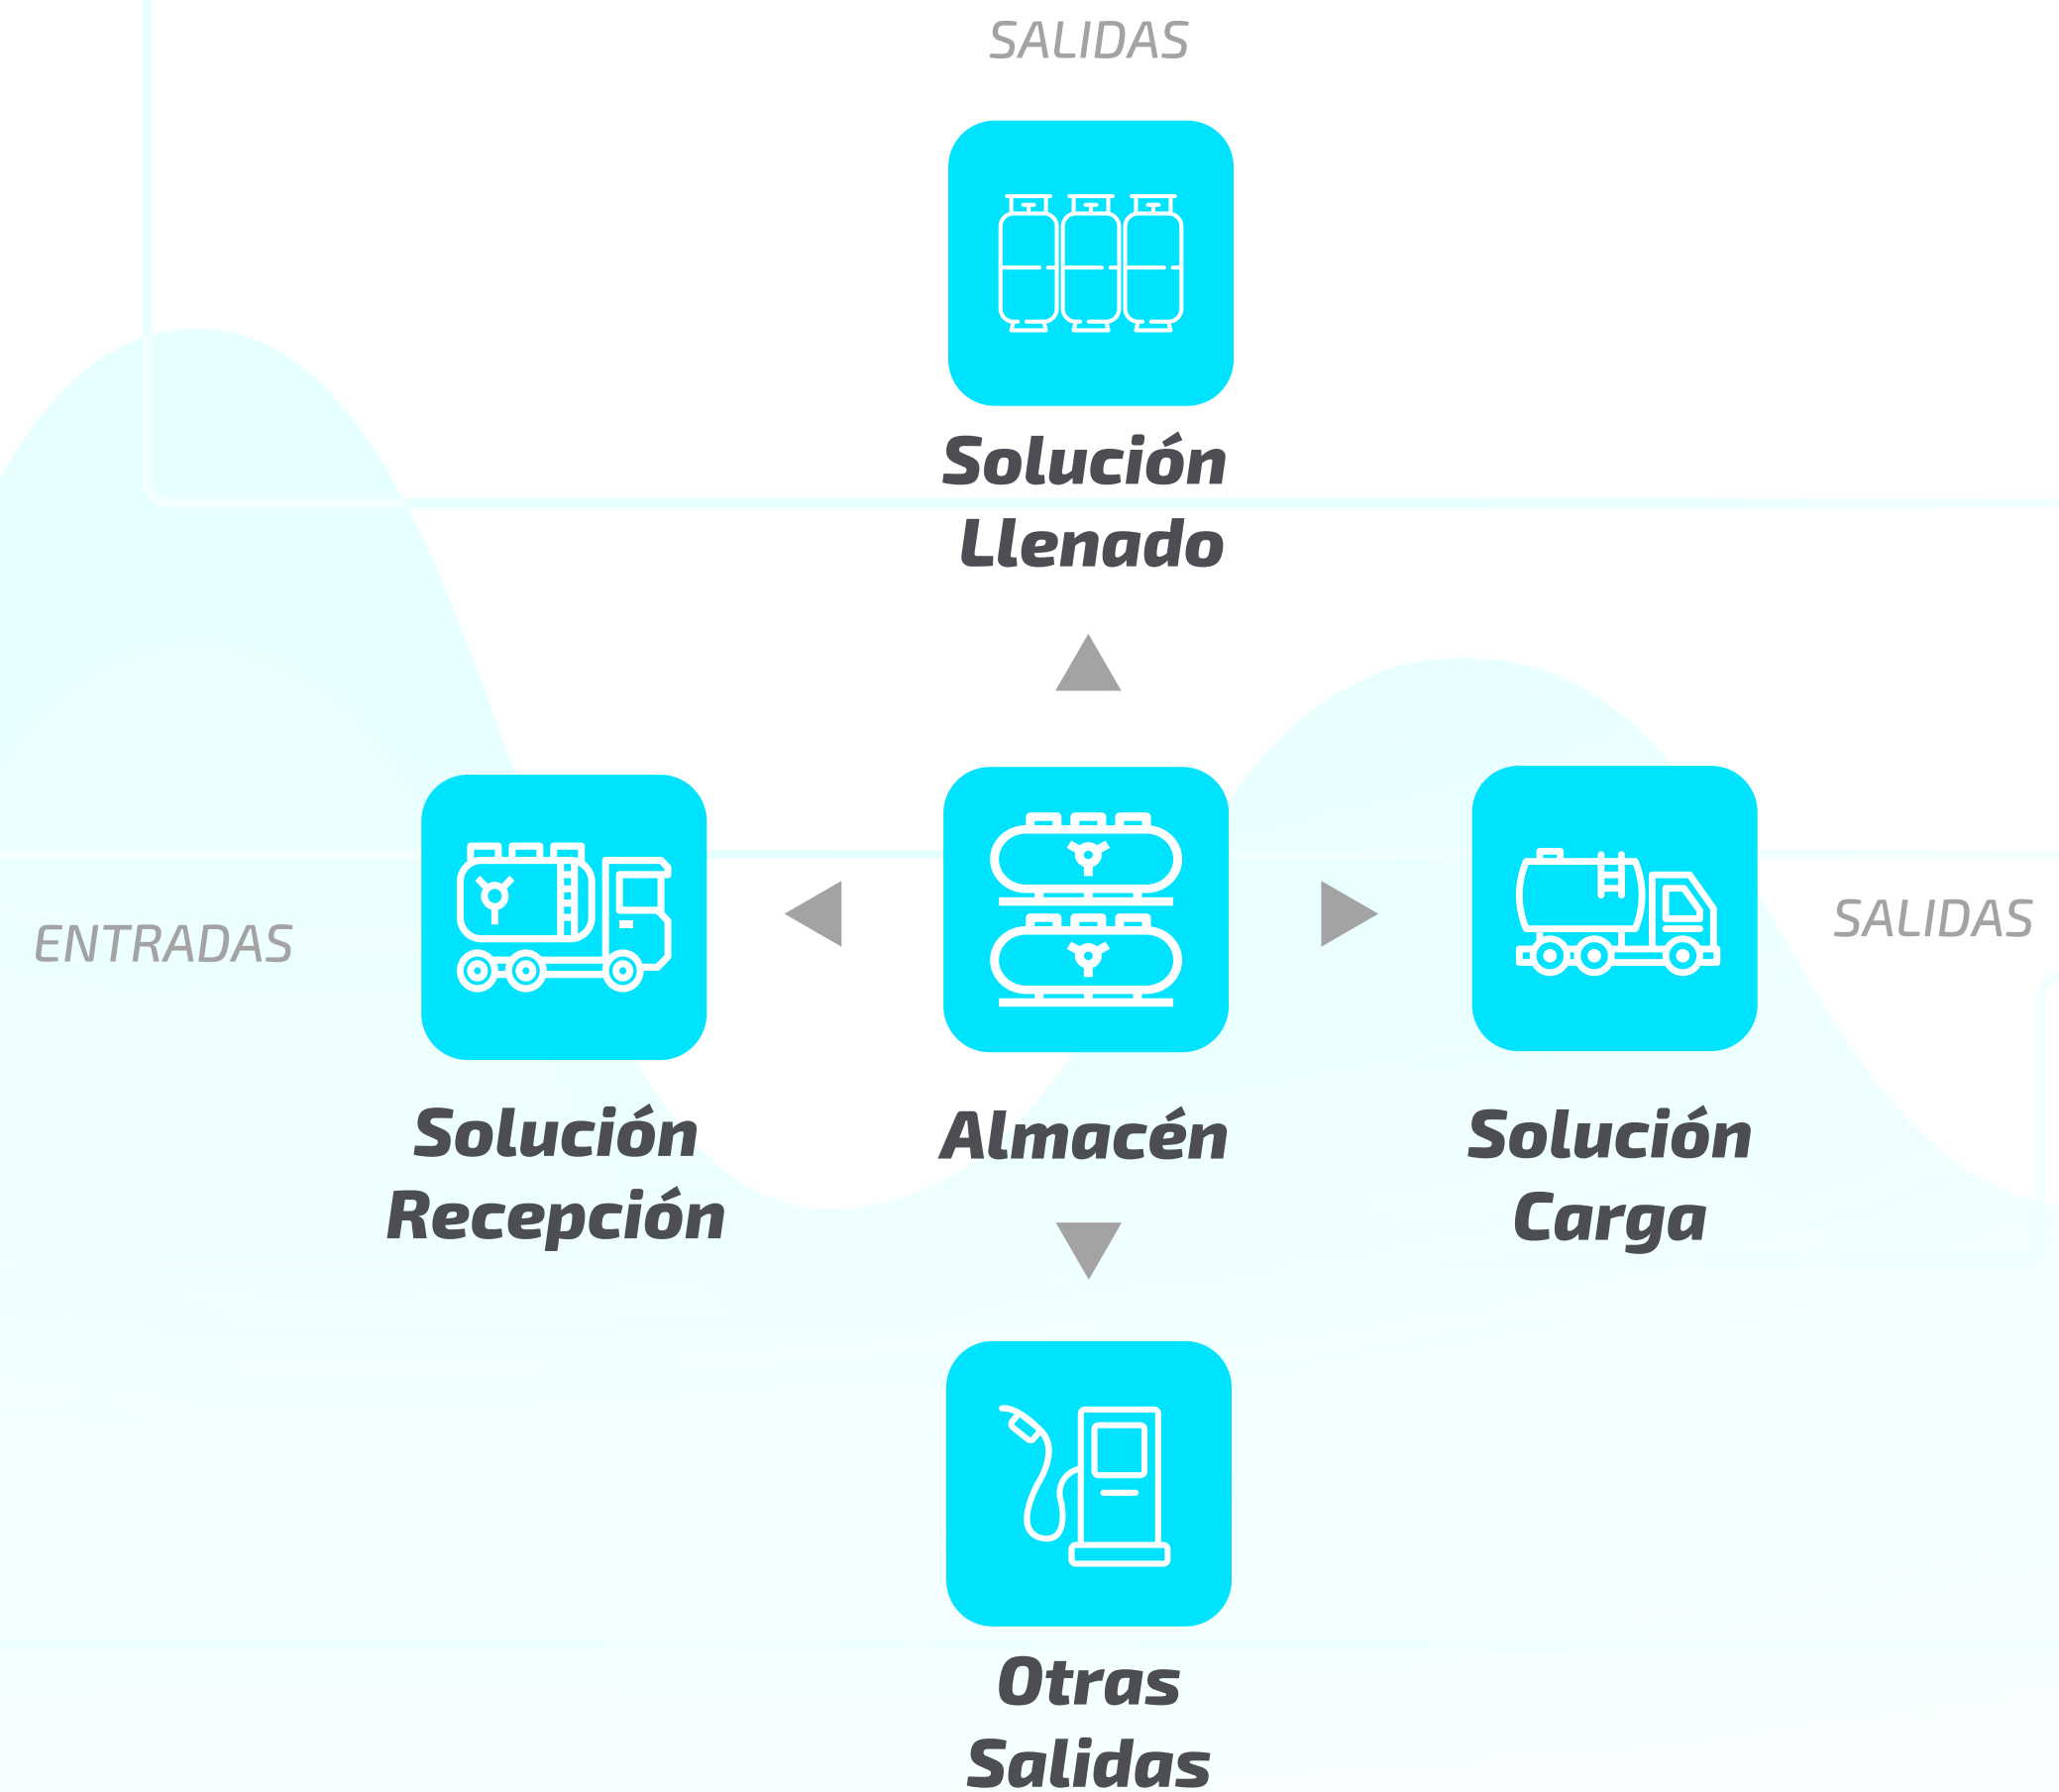 SALIDAS
Solución
Llenado
ENTRADAS
SALIDAS
Solución
Recepción
Almacén
Solución
Carga
Otras
Salidas